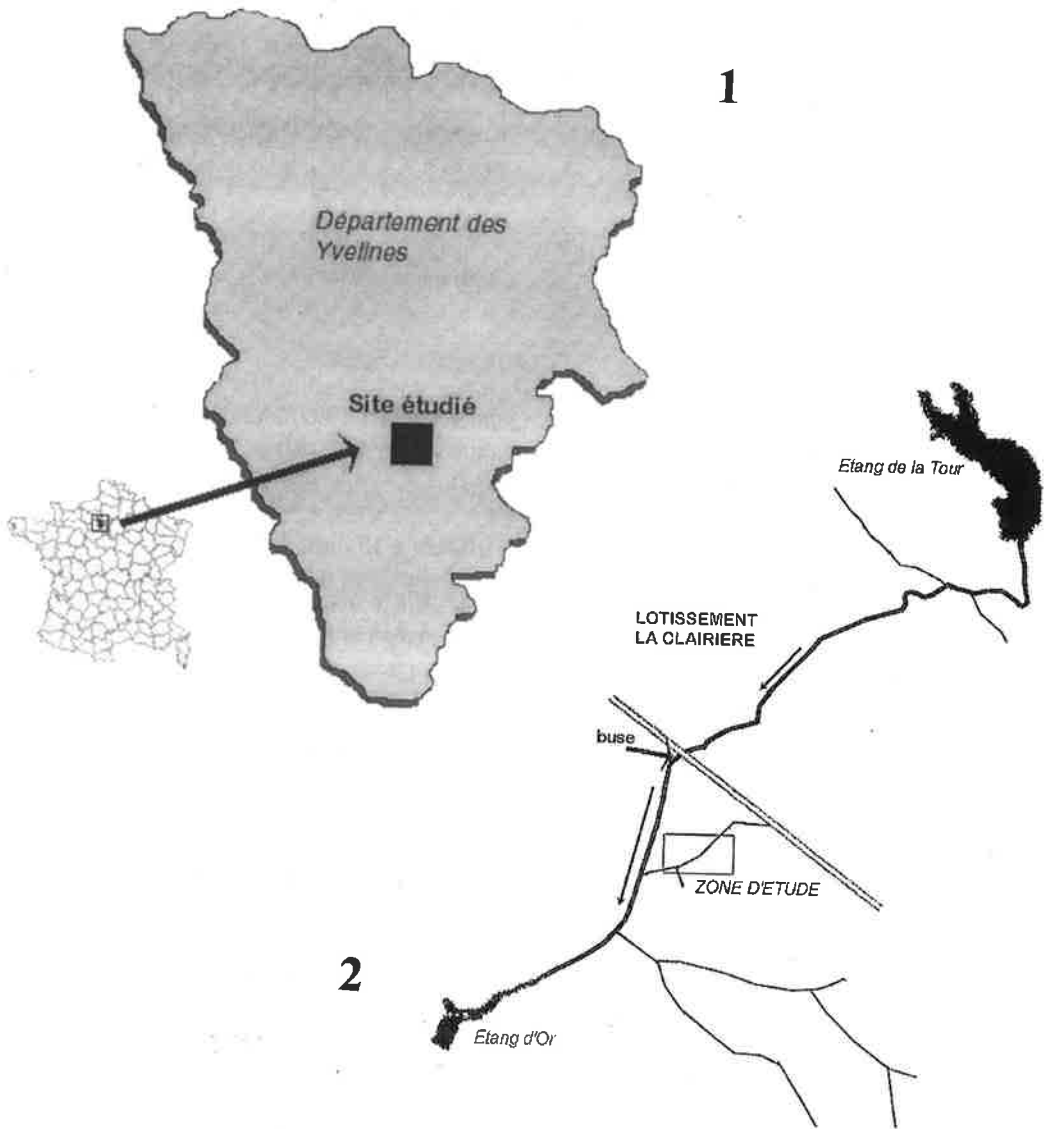 1
Département des
Yvelines
Site étudié
Etang de la Tour
LOTISSEMENT
LA CLAIRIERE
buse
ZONE D'ETUDE
2
Etang d'Or